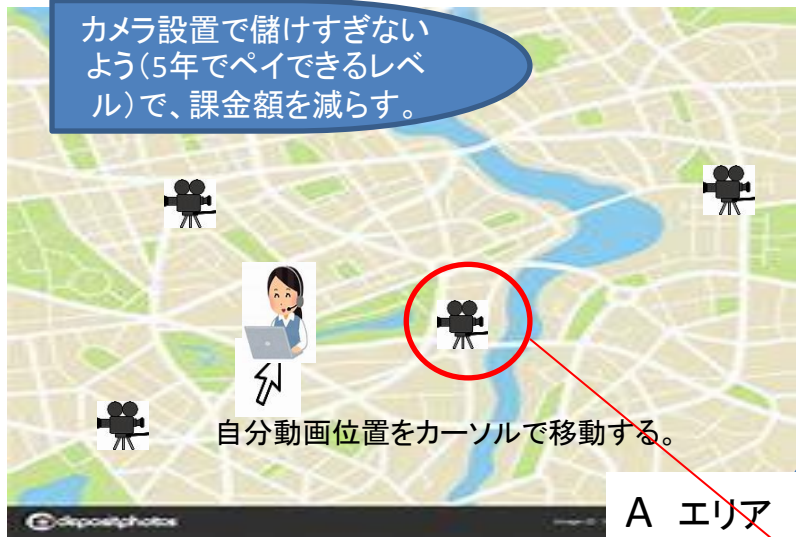 カメラ設置で儲けすぎない
よう（5年でペイできるレベ
ル）で、課金額を減らす。
自分動画位置をカーソルで移動する。
A エリア
depositphotos